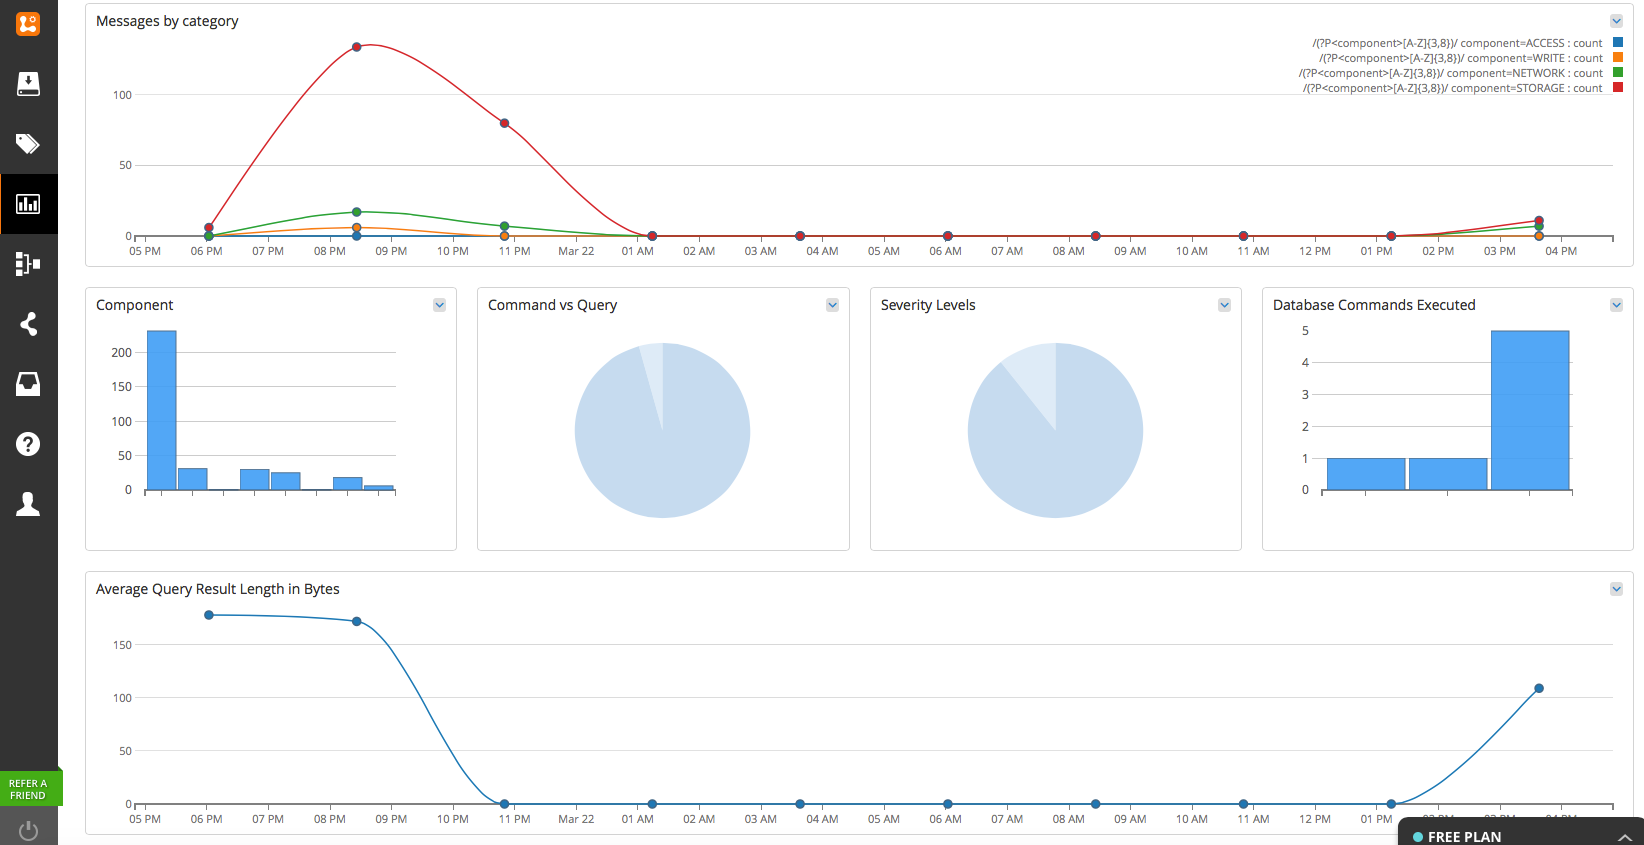 Messages by category
/(?P<component>[A-Z]{3,8})/ component=ACCESS : count
/(?P<component>[A-Z]{3,8})/ component=WRITE : count
/(?P<component>[A-Z]{3,8})/ component=NETWORK : count
/(?P<component>[A-Z]{3,8})/ component=STORAGE : count
100
50
0
05 PM 06 PM 07 PM 08 PM 09 PM 10 PM 11 PM Mar 22 01 AM 02 AM 03 AM 04 AM 05 AM 06 AM 07 AM 08 AM 09 AM 10 AM 11 AM 12 PM 01 PM 02 PM 03 PM 04 PM
Component
200
150
100
50
0
Command vs Query
Severity Levels
Database Commands Executed
5
4
3
2
1
0
Average Query Result Length in Bytes
150
100
50
0
05 PM 06 PM 07 PM 08 PM 09 PM 10 PM 11 PM Mar 22 01 AM 02 AM 03 AM 04 AM 05 AM 06 AM 07 AM 08 AM 09 AM 10 AM 11 AM 12 PM 01 PM
REFER A
FRIEND
FREE PLAN